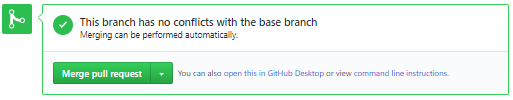 This branch has no conflicts with the base branch
Merging can be performed automatically.
Merge pull request
You can also open this in GitHub Desktop or view command line instructions.